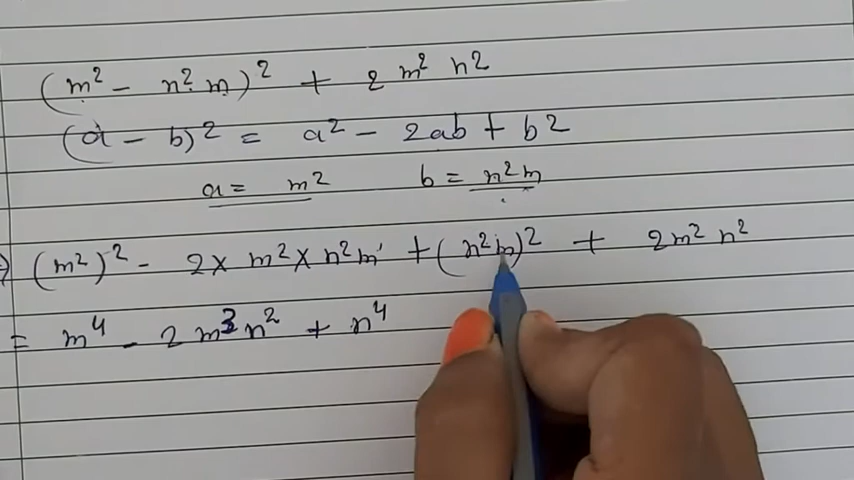 (m² - n²m)² + 2m²n²
(a - b)² = a² - 2ab + b²
a = m² b = n²m
⇒ (m²)² - 2 × m² × n²m + (n²m)² + 2m²n²
= m⁴ - 2m³n² + n⁴